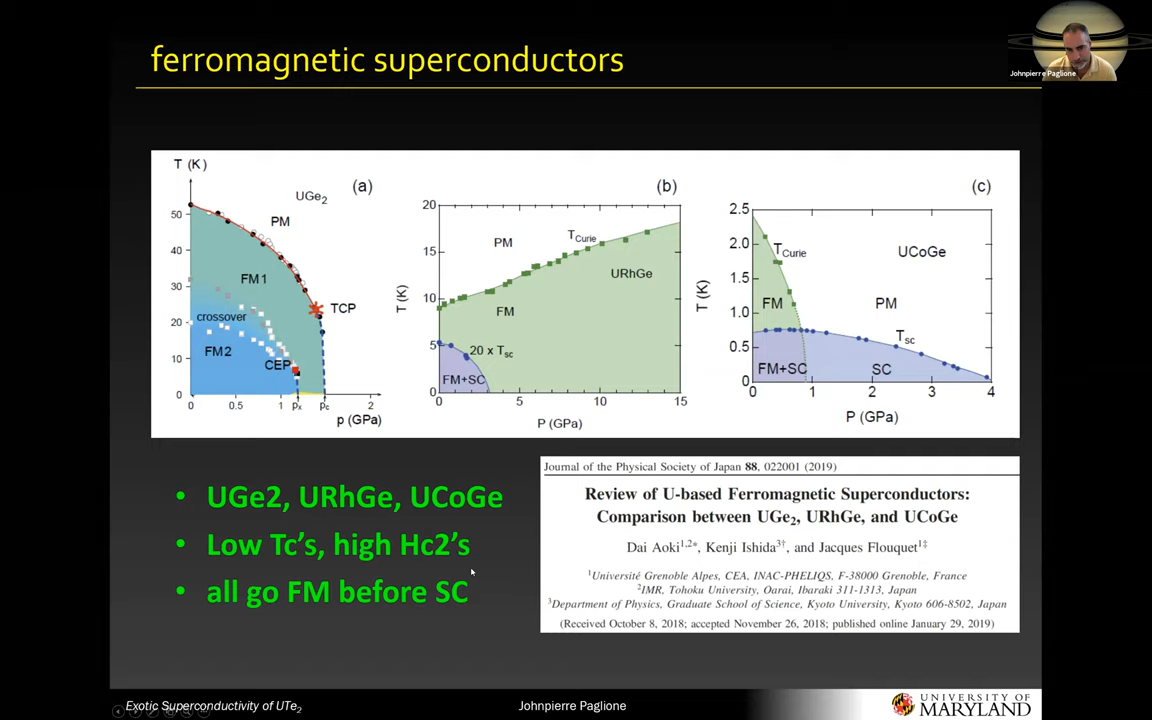 ferromagnetic superconductors
Johnpierre Paglione
T (K)
(a)
UGe2
PM
50
40
30
20
10
0
FM1
TCP
crossover
FM2
CEP
0
0.5
1
px
pc
2
p (GPa)
(b)
20
15
10
5
0
T (K)
PM
TCurie
URhGe
FM
20 x Tsc
FM+SC
0
5
10
15
P (GPa)
(c)
2.5
2.0
1.5
1.0
0.5
0
T (K)
TCurie
UCoGe
FM
PM
Tsc
FM+SC
SC
0
1
2
3
4
P (GPa)
• UGe2, URhGe, UCoGe
• Low Tc's, high Hc2's
• all go FM before SC
Journal of the Physical Society of Japan 88, 022001 (2019)
Review of U-based Ferromagnetic Superconductors:
Comparison between UGe2, URhGe, and UCoGe
Dai Aoki1,2*, Kenji Ishida3†, and Jacques Flouquet1‡
1Université Grenoble Alpes, CEA, INAC-PHELIQS, F-38000 Grenoble, France
2IMR, Tohoku University, Oarai, Ibaraki 311-1313, Japan
3Department of Physics, Graduate School of Science, Kyoto University, Kyoto 606-8502, Japan
(Received October 8, 2018; accepted November 26, 2018; published online January 29, 2019)
Exotic Superconductivity of UTe2
Johnpierre Paglione
UNIVERSITY OF
MARYLAND